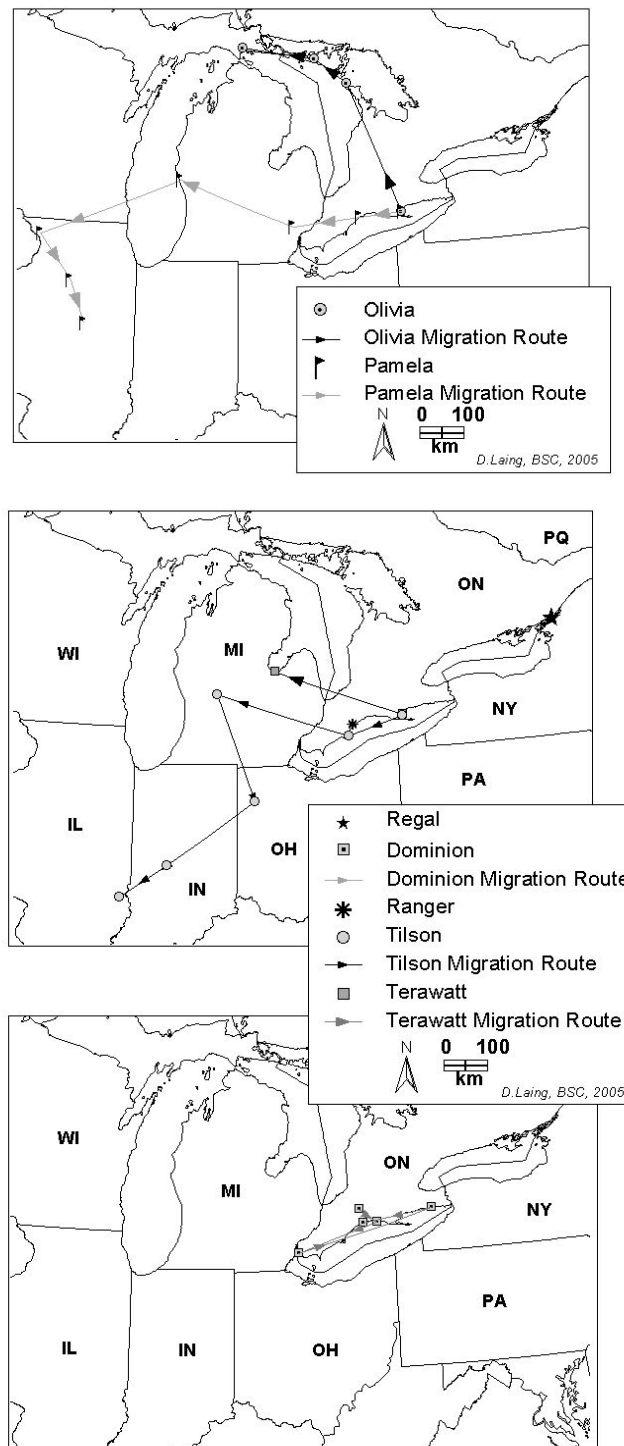 Olivia
Olivia Migration Route
Pamela
Pamela Migration Route
N
0 100
km
D.Laing, BSC, 2005
PQ
ON
WI
MI
NY
PA
IL
IN
OH
Regal
Dominion
Dominion Migration Route
Ranger
Tilson
Tilson Migration Route
Terawatt
Terawatt Migration Route
N
0 100
km
D.Laing, BSC, 2005
WI
MI
ON
NY
PA
IL
IN
OH